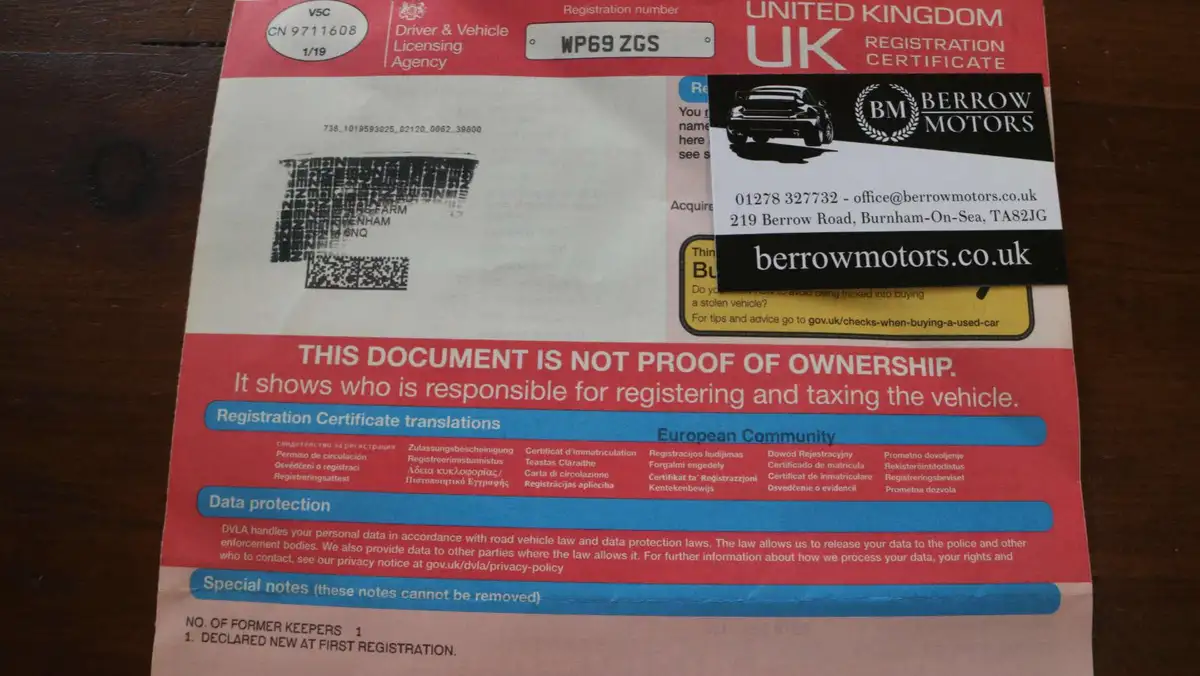 V5C
CN 9711608
1/19
Driver & Vehicle
Licensing
Agency
Registration number
WP69 ZGS
UNITED KINGDOM
UK
REGISTRATION
CERTIFICATE
738_1019593025_02120_0062_39800
FARM
6NQ
Re
You
name
here
see s
Acquire
BM
BERROW
MOTORS
01278 327732 - office@berrowmotors.co.uk
219 Berrow Road, Burnham-On-Sea, TA82JG
berrowmotors.co.uk
Thin
Bu
Do yo
buying
a stolen vehicle?
For tips and advice go to gov.uk/checks-when-buying-a-used-car
THIS DOCUMENT IS NOT PROOF OF OWNERSHIP.
It shows who is responsible for registering and taxing the vehicle.
Registration Certificate translations
European Community
Permiso de circulación
Osvědčení o registraci
Registreringsattest
Zulassungsbescheinigung
Registreerimistunnistus
Άδεια κυκλοφορίας/
Πιστοποιητικό Εγγραφής
Certificat d'immatriculation
Teastas Cláraithe
Carta di circolazione
Reģistrācijas apliecība
Registracijos liudijimas
Forgalmi engedély
Ċertifikat ta' Reġistrazzjoni
Kentekenbewijs
Dowód Rejestracyjny
Certificado de matrícula
Certificat de înmatriculare
Osvedčenie o evidencii
Prometno dovoljenje
Rekisteröintitodistus
Registreringsbeviset
Prometna dozvola
Data protection
DVLA handles your personal data in accordance with road vehicle law and data protection laws. The law allows us to release your data to the police and other
enforcement bodies. We also provide data to other parties where the law allows it. For further information about how we process your data, your rights and
who to contact, see our privacy notice at gov.uk/dvla/privacy-policy
Special notes (these notes cannot be removed)
NO. OF FORMER KEEPERS 1
1. DECLARED NEW AT FIRST REGISTRATION.